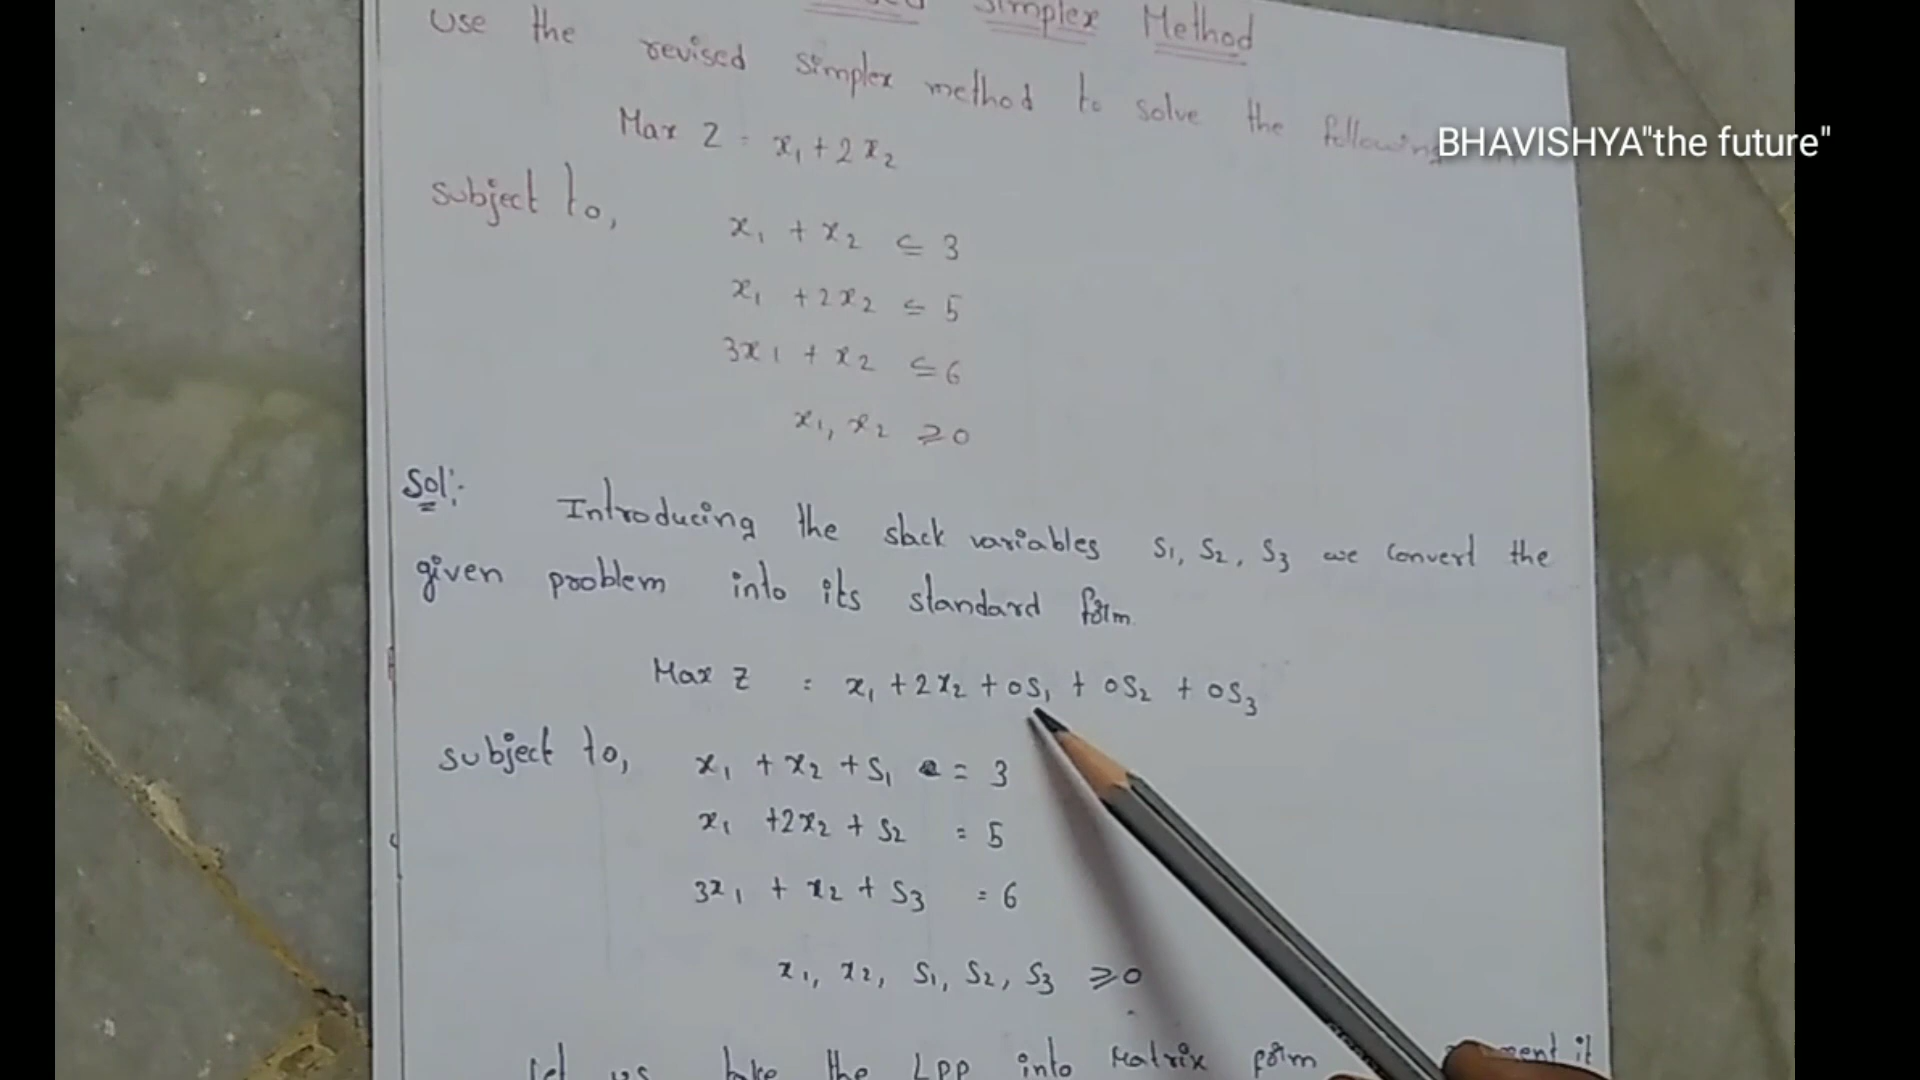 Simplex Method
Use the revised simplex method to solve the following
BHAVISHYA"the future"
Max Z = x₁ + 2x₂
subject to,
x₁ + x₂ ≤ 3
x₁ + 2x₂ ≤ 5
3x₁ + x₂ ≤ 6
x₁, x₂ ≥ 0
Sol:-
Introducing the slack variables S₁, S₂, S₃ we convert the
given problem into its standard form
Max Z = x₁ + 2x₂ + 0S₁ + 0S₂ + 0S₃
subject to,
x₁ + x₂ + S₁ = 3
x₁ + 2x₂ + S₂ = 5
3x₁ + x₂ + S₃ = 6
x₁, x₂, S₁, S₂, S₃ ≥ 0
let us take the LPP into Matrix form it